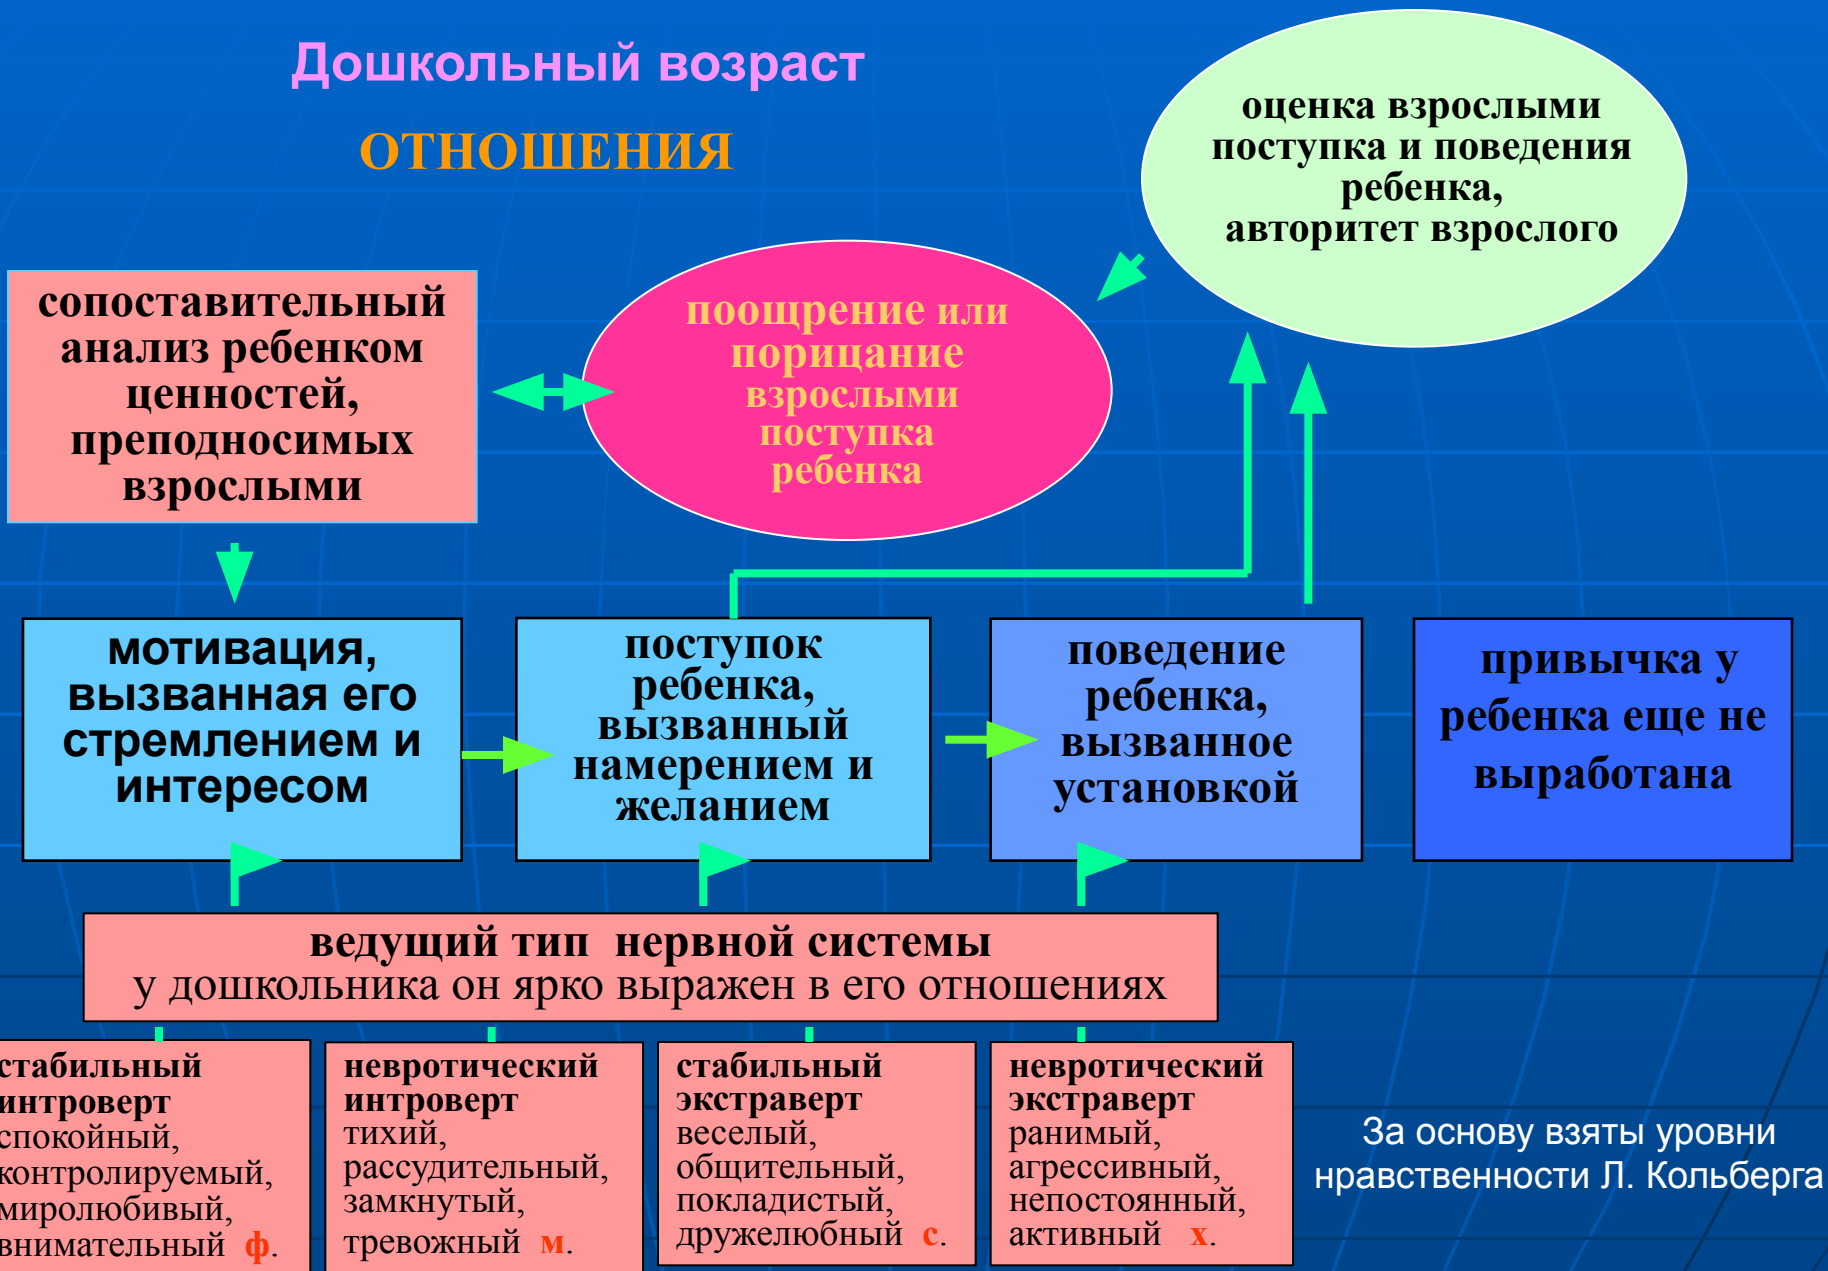 Дошкольный возраст
ОТНОШЕНИЯ
оценка взрослыми
поступка и поведения
ребенка,
авторитет взрослого
сопоставительный
анализ ребенком
ценностей,
преподносимых
взрослыми
поощрение или
порицание
взрослыми
поступка
ребенка
мотивация,
вызванная его
стремлением и
интересом
поступок
ребенка,
вызванный
намерением и
желанием
поведение
ребенка,
вызванное
установкой
привычка у
ребенка еще не
выработана
ведущий тип нервной системы
у дошкольника он ярко выражен в его отношениях
стабильный
интроверт
спокойный,
контролируемый,
миролюбивый,
внимательный ф.
невротический
интроверт
тихий,
рассудительный,
замкнутый,
тревожный м.
стабильный
экстраверт
веселый,
общительный,
покладистый,
дружелюбный с.
невротический
экстраверт
ранимый,
агрессивный,
непостоянный,
активный х.
За основу взяты уровни
нравственности Л. Кольберга